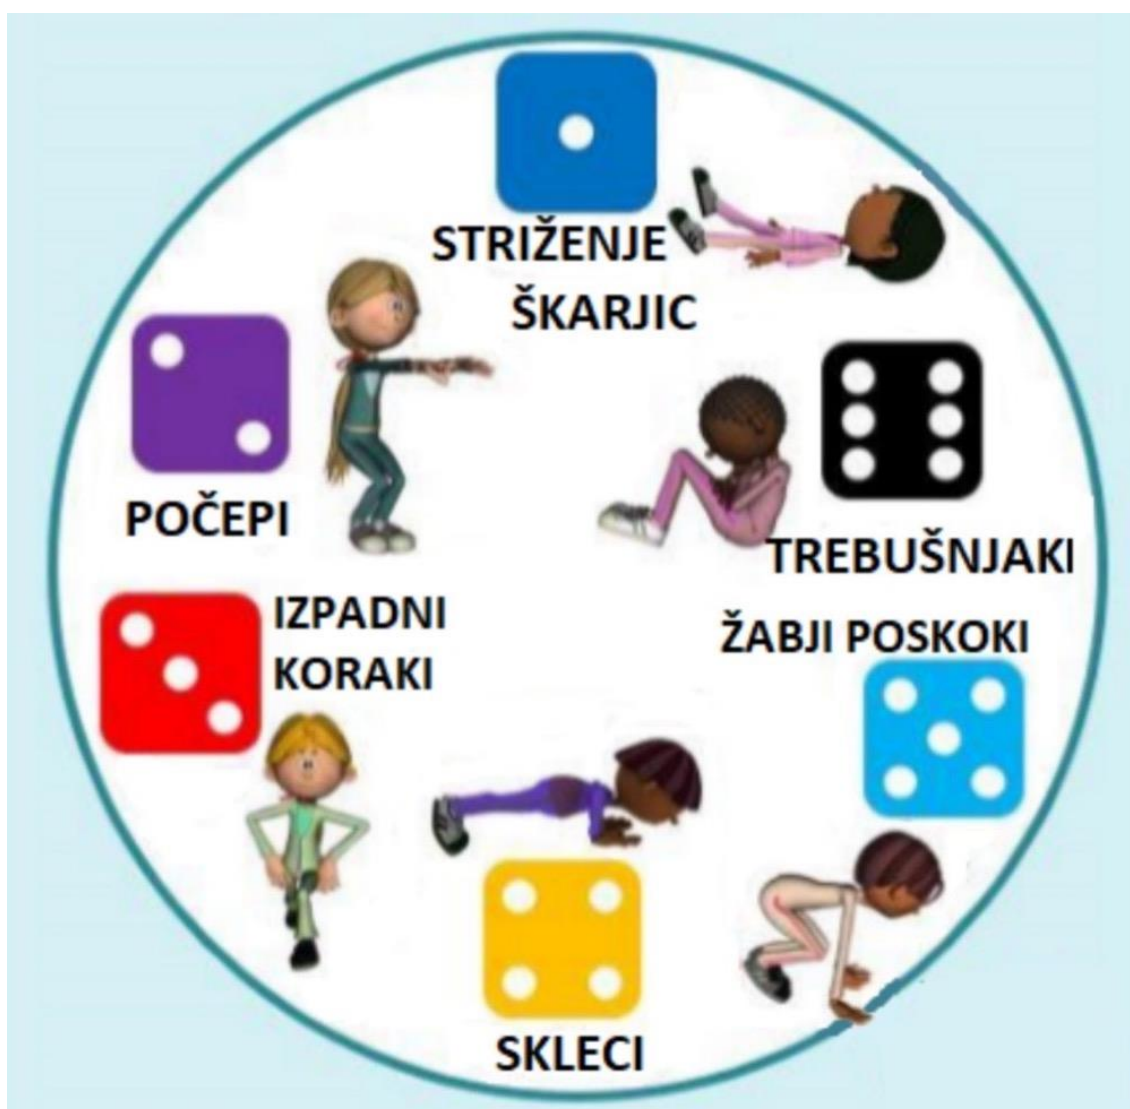 STRIŽENJE
ŠKARJIC
POČEPI
TREBUŠNJAKI
IZPADNI
KORAKI
ŽABJI POSKOKI
SKLECI